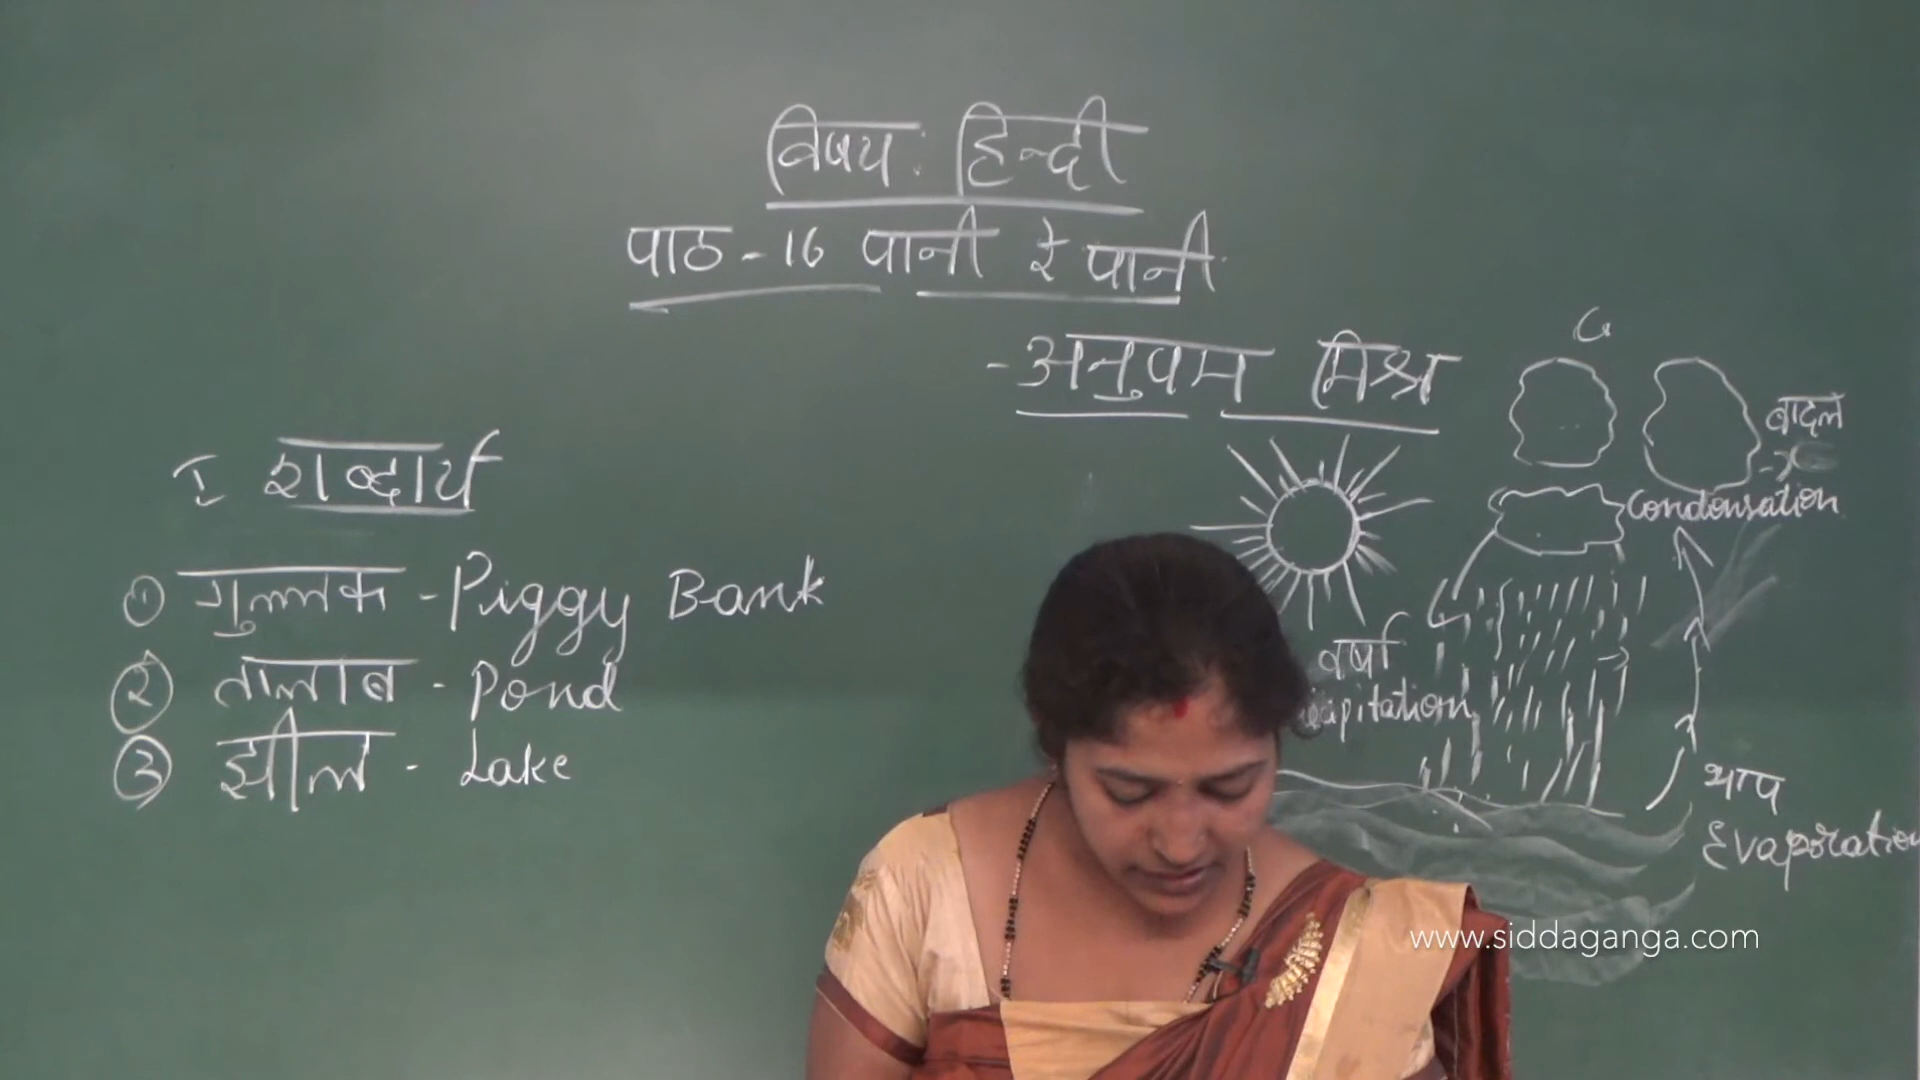 विषय: हिन्दी
पाठ - 16 पानी रे पानी
- अनुपम मिश्र
I शब्दार्थ
① गुल्लक - Piggy Bank
② तालाब - Pond
③ झील - Lake
बादल
Condensation
वर्षा
भाप
Evaporation
www.siddaganga.com